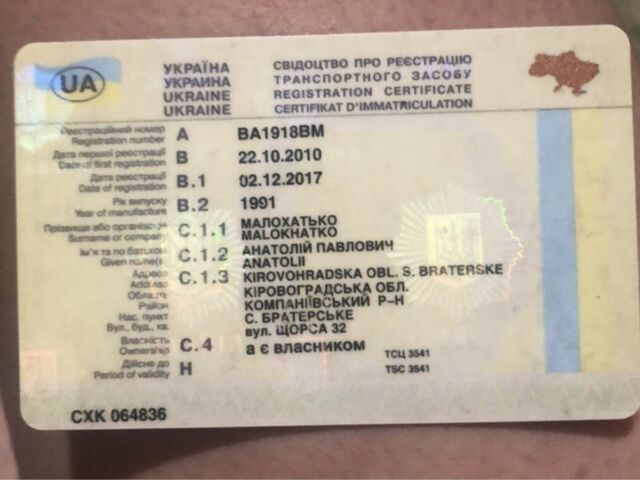 UA
УКРАЇНА
УКРАИНА
UKRAINE
UKRAINE
СВІДОЦТВО ПРО РЕЄСТРАЦІЮ
ТРАНСПОРТНОГО ЗАСОБУ
REGISTRATION CERTIFICATE
CERTIFIKAT D'IMMATRICULATION
Реєстраційний номер
Registration number
A
ВА1918ВМ
Дата першої реєстрації
Date of first registration
B
22.10.2010
Дата реєстрації
Date of registration
B.1
02.12.2017
Рік випуску
Year of manufacture
B.2
1991
Прізвище або організація
Surname or company
C.1.1
МАЛОХАТЬКО
MALOKHATKO
Ім'я та по батькові
Given name(s)
C.1.2
АНАТОЛІЙ ПАВЛОВИЧ
ANATOLII
Адреса
Address
Область
Район
Нас. пункт
Вул., буд., кв.
C.1.3
KIROVOHRADSKA OBL. S. BRATERSKE
КІРОВОГРАДСЬКА ОБЛ.
КОМПАНІЇВСЬКИЙ Р-Н
С. БРАТЕРСЬКЕ
вул. ЩОРСА 32
Власність
Ownership
C.4
а є власником
Дійсне до
Period of validity
H
ТСЦ 3541
TSC 3541
СХК 064836